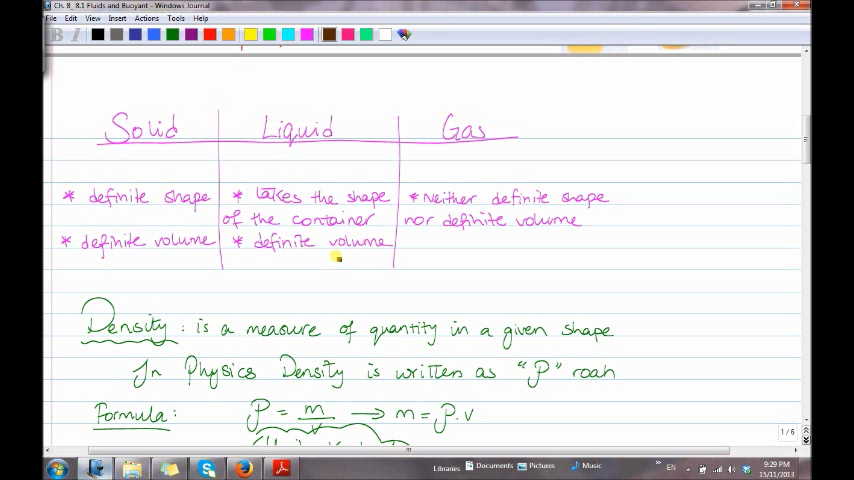 Ch. 8_ 8.1 Fluids and Buoyant - Windows Journal
File Edit View Insert Actions Tools Help
B I
Solid Liquid Gas
* definite shape * takes the shape * Neither definite shape
of the container nor definite volume
* definite volume * definite volume
Density : is a measure of quantity in a given shape
In Physics Density is written as "ρ" roah
Formula: ρ = m/v → m = ρ.v
1 / 6
Libraries Documents Pictures Music » EN 9:29 PM
15/11/2013